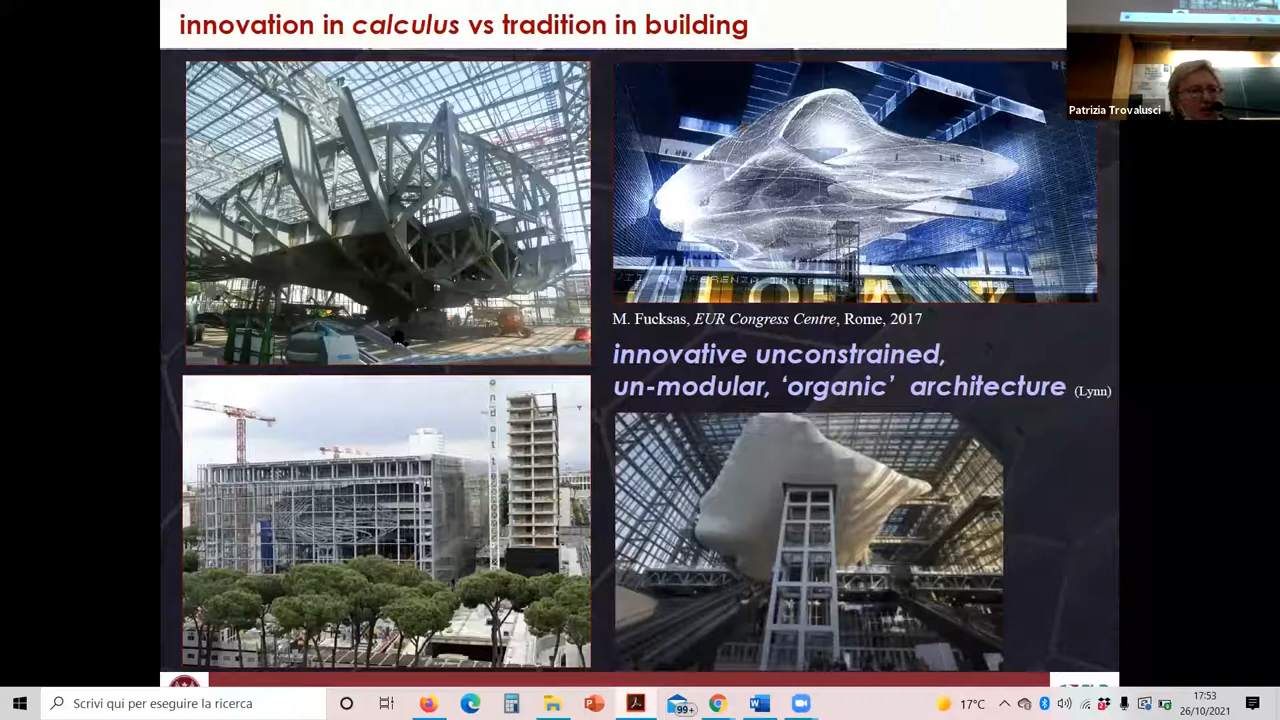 innovation in calculus vs tradition in building
Patrizia Trovalusci
M. Fucksas, EUR Congress Centre, Rome, 2017
innovative unconstrained,
un-modular, ‘organic’ architecture (Lynn)
Scrivi qui per eseguire la ricerca
99+
17°C
17:53
26/10/2021